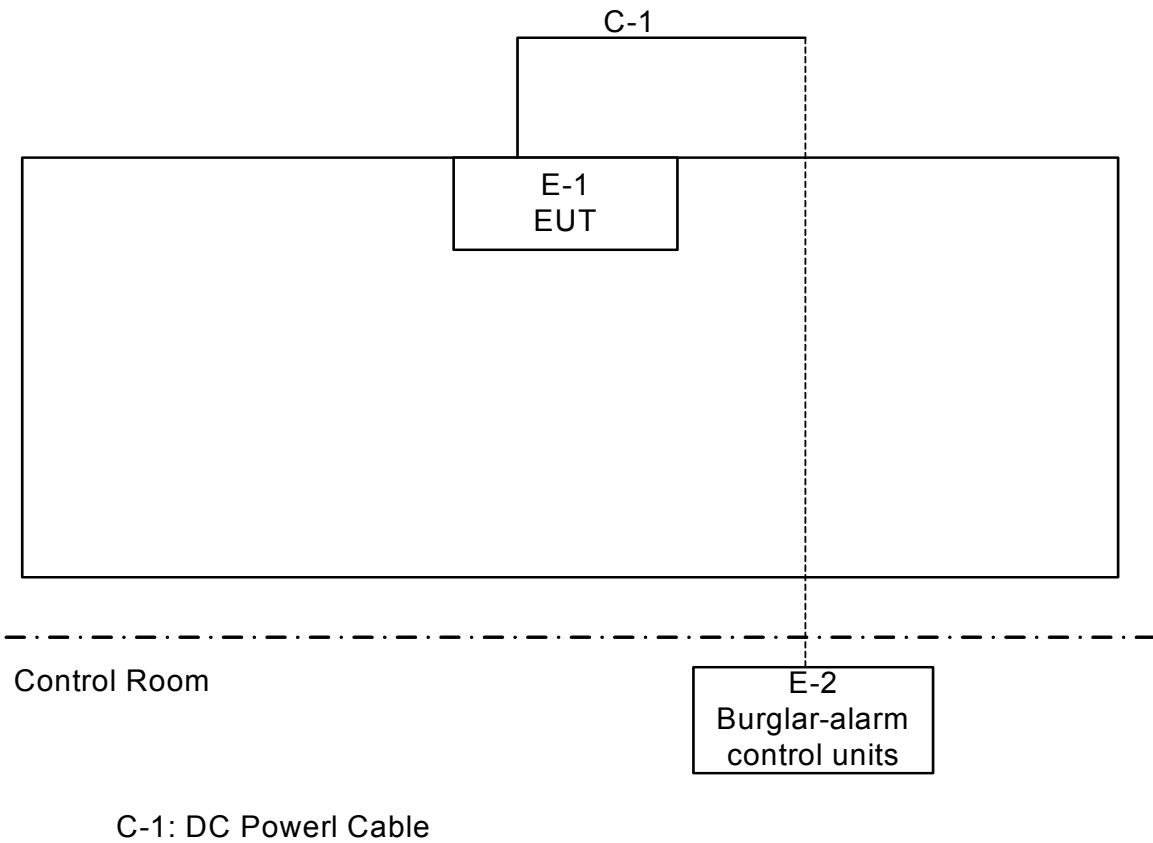 C-1
E-1
EUT
Control Room
E-2
Burglar-alarm
control units
C-1: DC Powerl Cable